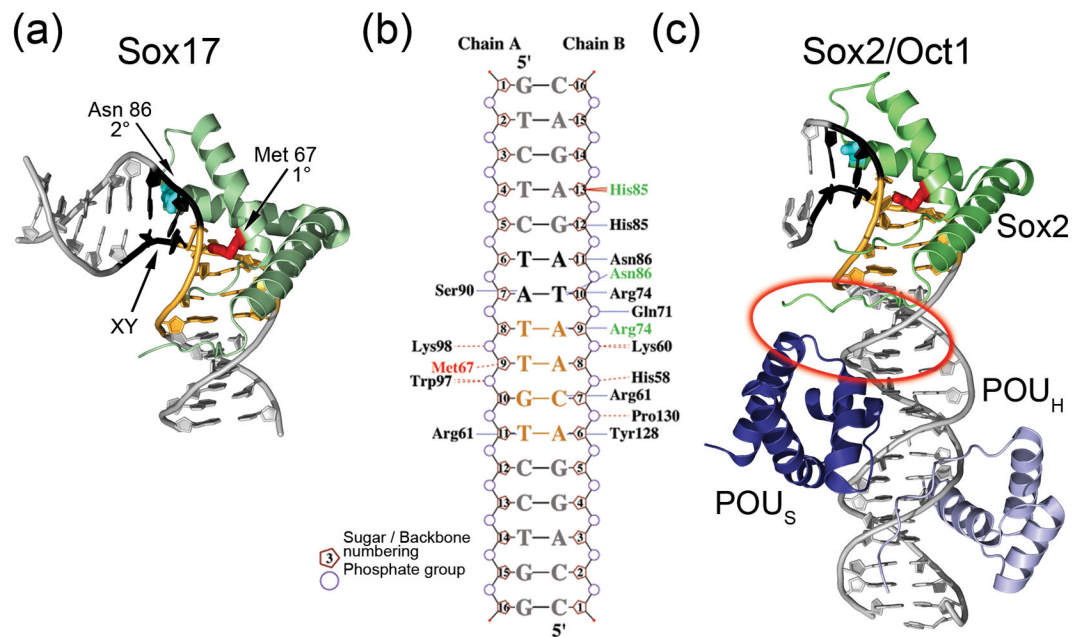 (a)
Sox17
Asn 86
2°
Met 67
1°
XY
(b)
Chain A Chain B
5'
1 G C 16
2 T A 15
3 C G 14
4 T A 13 His85
5 C G 12 His85
6 T A 11 Asn86
Asn86
Ser90 7 A T 10 Arg74
Gln71
8 T A 9 Arg74
Lys98 Lys60
Met67 9 T A 8
Trp97 His58
10 G C 7 Arg61
Pro130
Arg61 11 T A 6 Tyr128
12 C G 5
13 C G 4
14 T A 3
15 G C 2
16 G C 1
5'
3 Sugar / Backbone
numbering
Phosphate group
(c)
Sox2/Oct1
Sox2
POUH
POUS